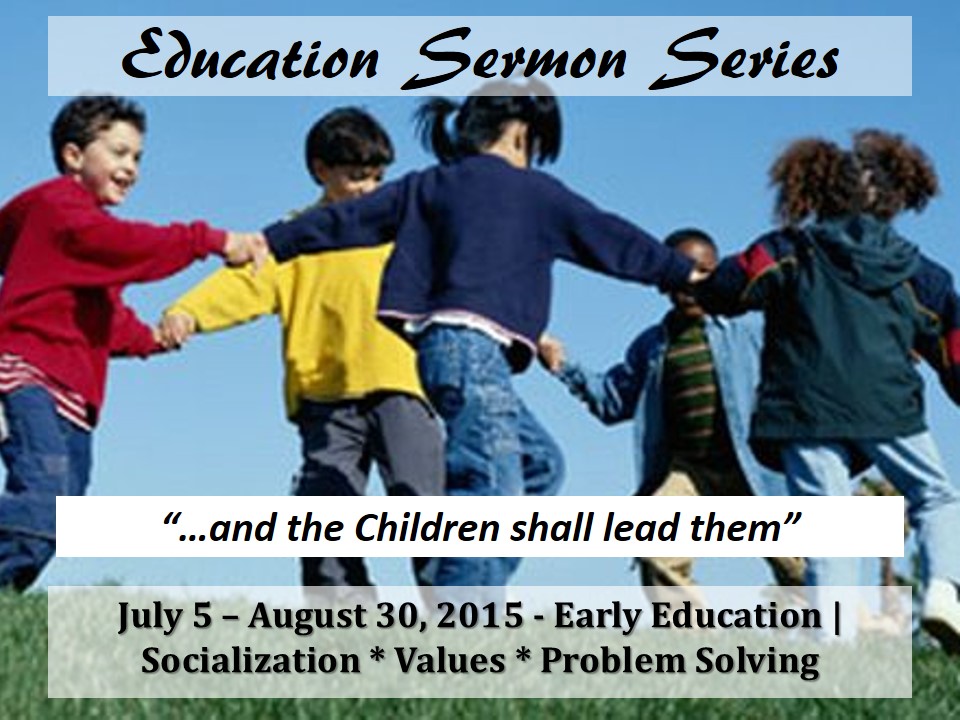 Education Sermon Series
“...and the Children shall lead them”
July 5 – August 30, 2015 - Early Education |
Socialization * Values * Problem Solving